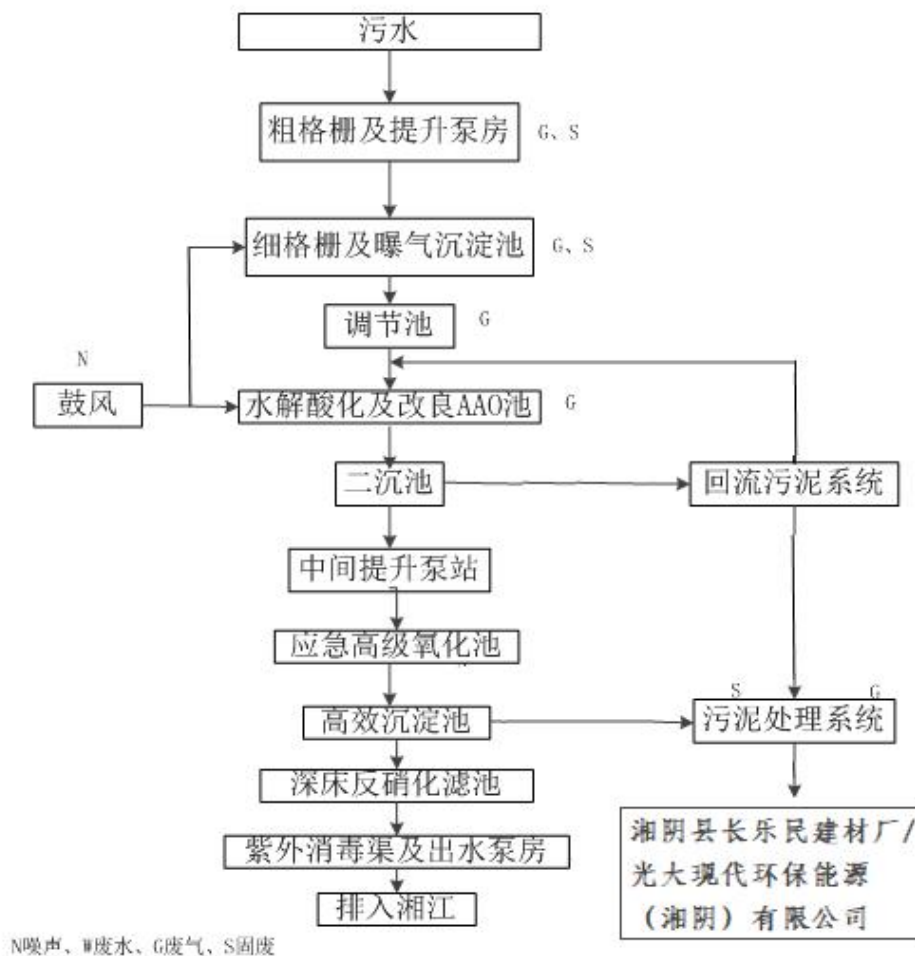 污水
粗格栅及提升泵房
G、S
细格栅及曝气沉淀池
G、S
调节池
G
N
鼓风
水解酸化及改良AAO池
G
二沉池
回流污泥系统
中间提升泵站
应急高级氧化池
S
G
高效沉淀池
污泥处理系统
深床反硝化滤池
紫外消毒渠及出水泵房
排入湘江
湘阴县长乐民建材厂/
光大现代环保能源
（湘阴）有限公司
N噪声、W废水、G废气、S固废